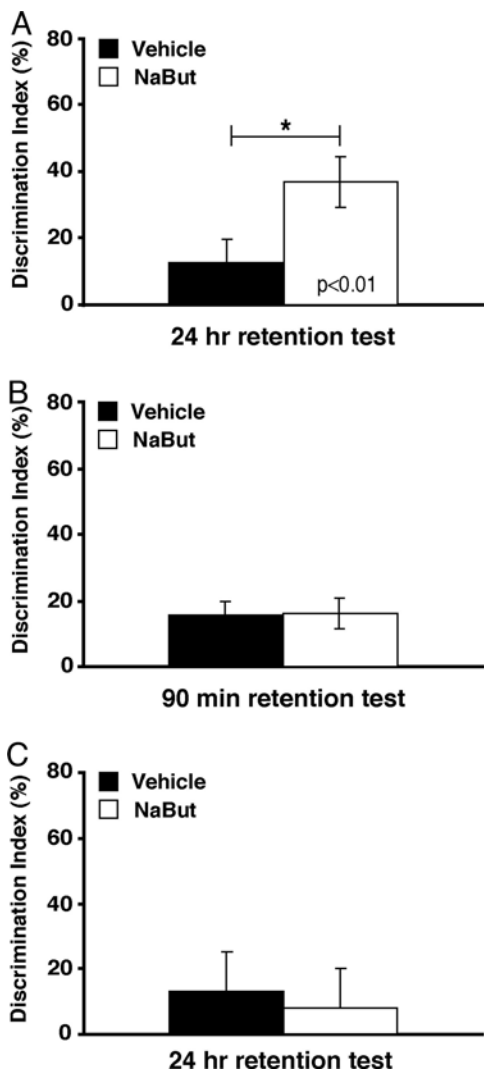 A
Discrimination Index (%)
80
60
40
20
0
Vehicle
NaBut
*
p<0.01
24 hr retention test
B
Discrimination Index (%)
80
60
40
20
0
Vehicle
NaBut
90 min retention test
C
Discrimination Index (%)
80
60
40
20
0
Vehicle
NaBut
24 hr retention test